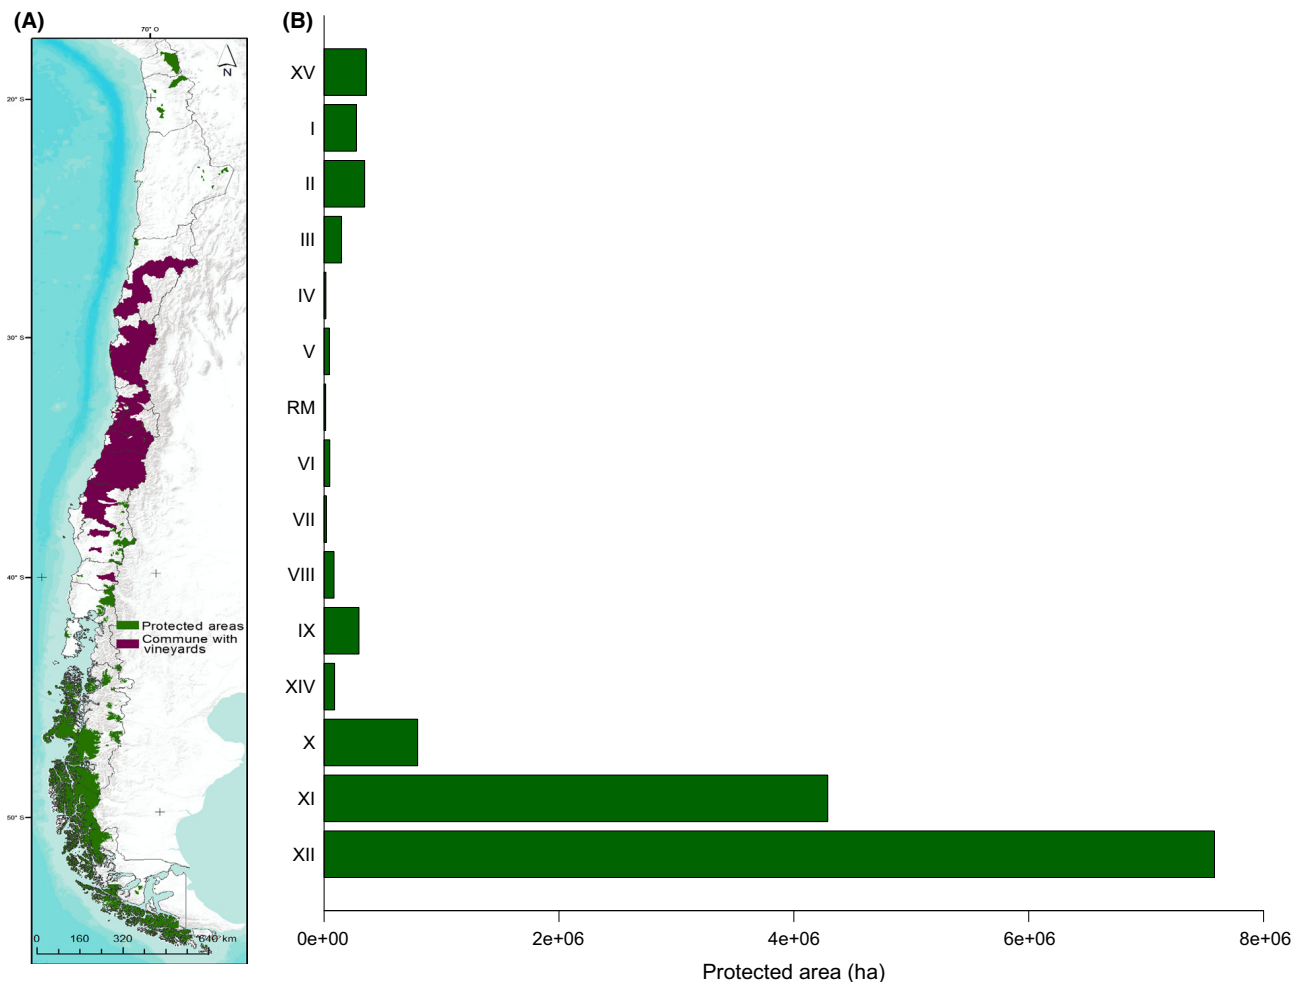 (A)
70° O
N
20° S
30° S
40° S
Protected areas
Commune with
vineyards
50° S
0 160 320 640 km
(B)
XV
I
II
III
IV
V
RM
VI
VII
VIII
IX
XIV
X
XI
XII
0e+00 2e+06 4e+06 6e+06 8e+06
Protected area (ha)